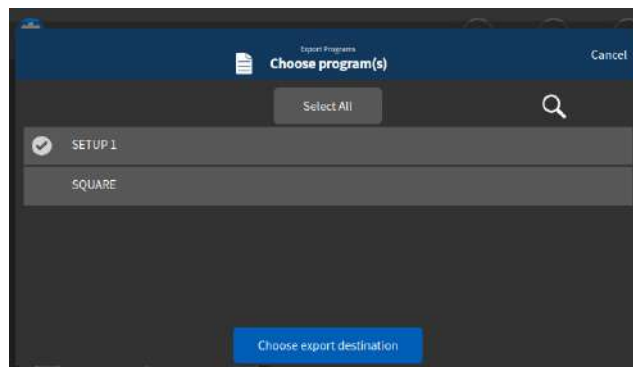 Export Programs
Choose program(s)
Cancel
Select All
SETUP 1
SQUARE
Choose export destination